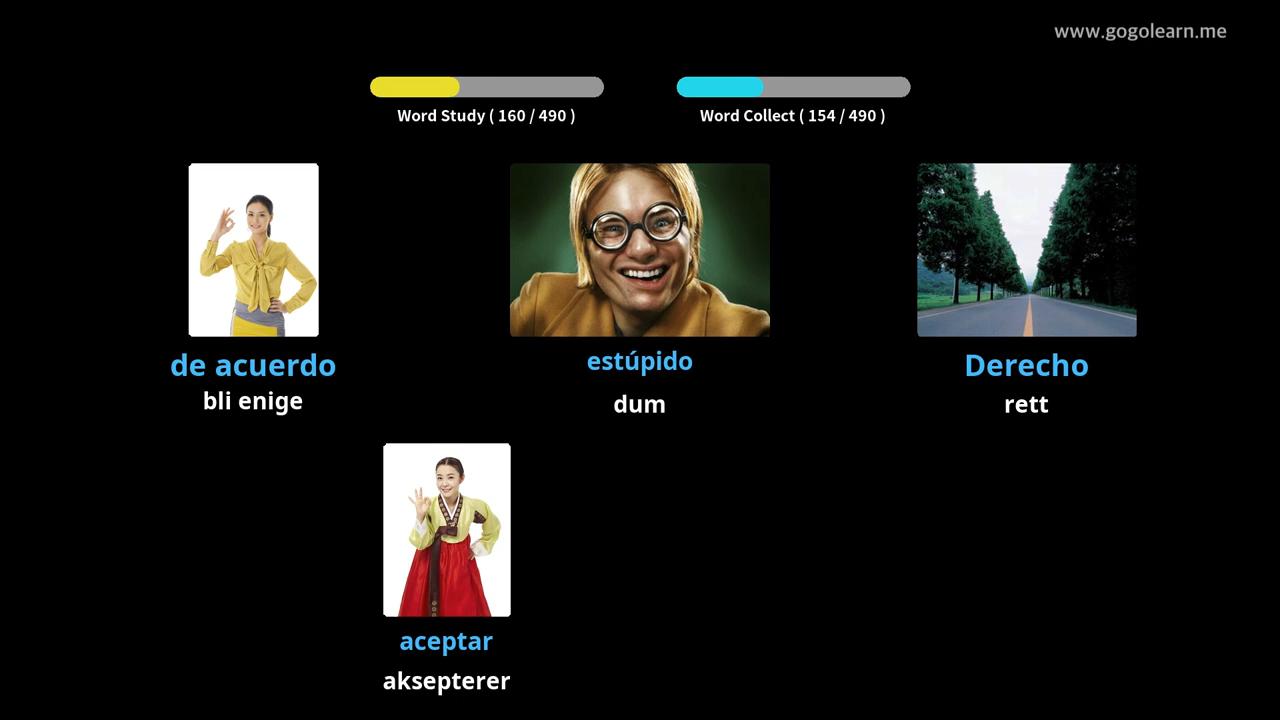 www.gogolearn.me
Word Study ( 160 / 490 )
Word Collect ( 154 / 490 )
de acuerdo
bli enige
estúpido
dum
Derecho
rett
aceptar
aksepterer